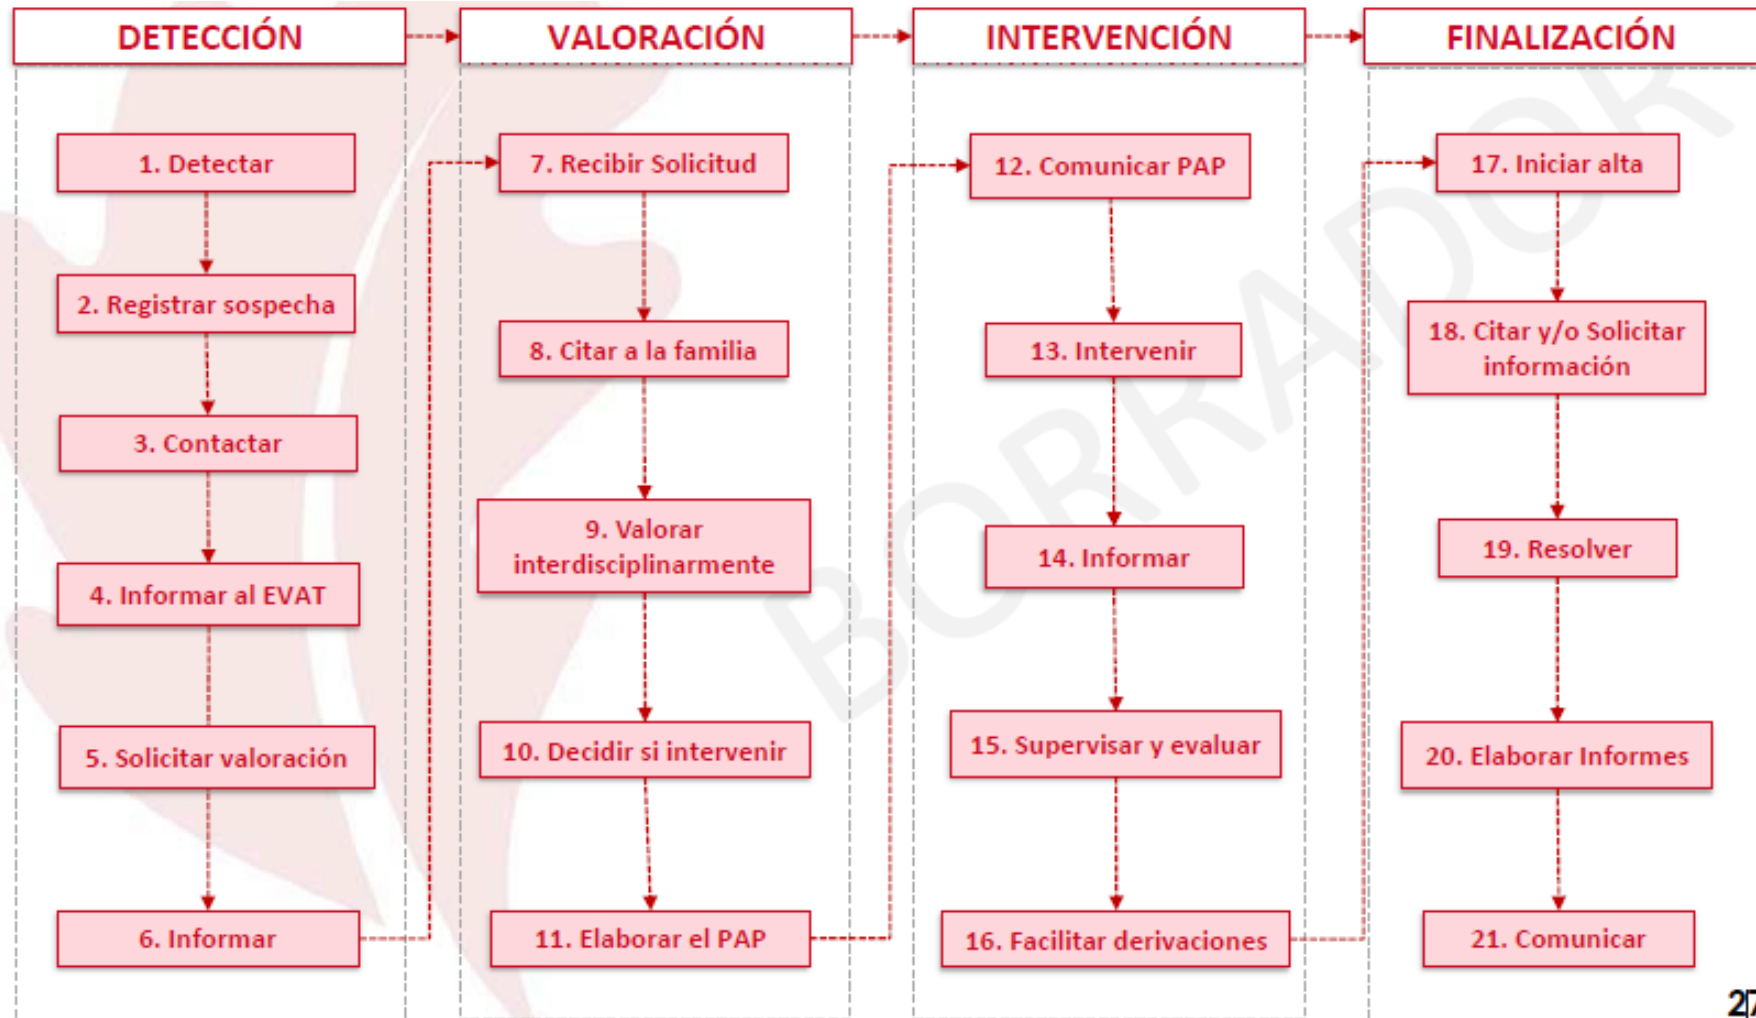 DETECCIÓN
VALORACIÓN
INTERVENCIÓN
FINALIZACIÓN
1. Detectar
2. Registrar sospecha
3. Contactar
4. Informar al EVAT
5. Solicitar valoración
6. Informar
7. Recibir Solicitud
8. Citar a la familia
9. Valorar
interdisciplinarmente
10. Decidir si intervenir
11. Elaborar el PAP
12. Comunicar PAP
13. Intervenir
14. Informar
15. Supervisar y evaluar
16. Facilitar derivaciones
17. Iniciar alta
18. Citar y/o Solicitar
información
19. Resolver
20. Elaborar Informes
21. Comunicar
BORRADOR
27